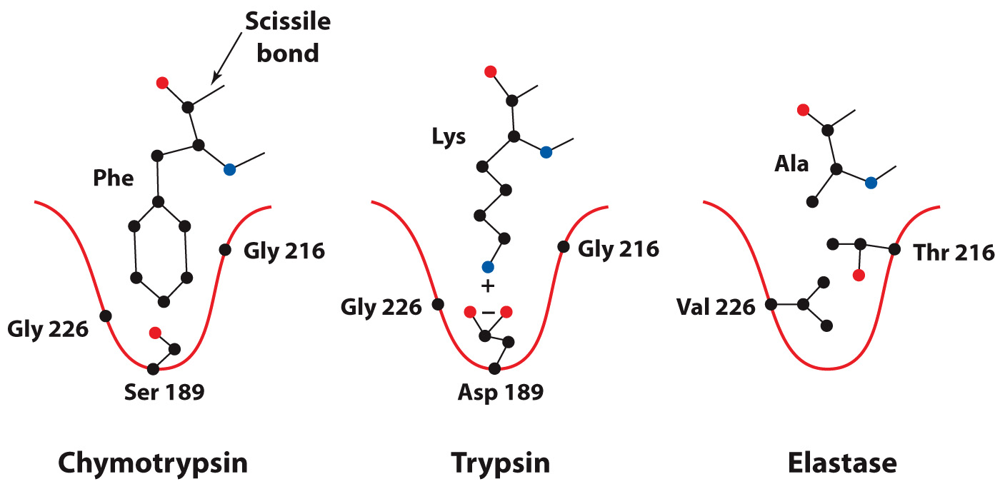 Scissile
bond
Phe
Gly 216
Gly 226
Ser 189
Chymotrypsin
Lys
Gly 216
Gly 226
+
−
Asp 189
Trypsin
Ala
Thr 216
Val 226
Elastase